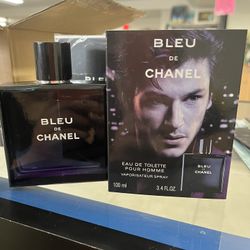 BLEU
DE
CHANEL
BLEU
DE
CHANEL
EAU DE TOILETTE
POUR HOMME
VAPORISATEUR SPRAY
BLEU
DE
CHANEL
100 ml
3.4 FL.OZ